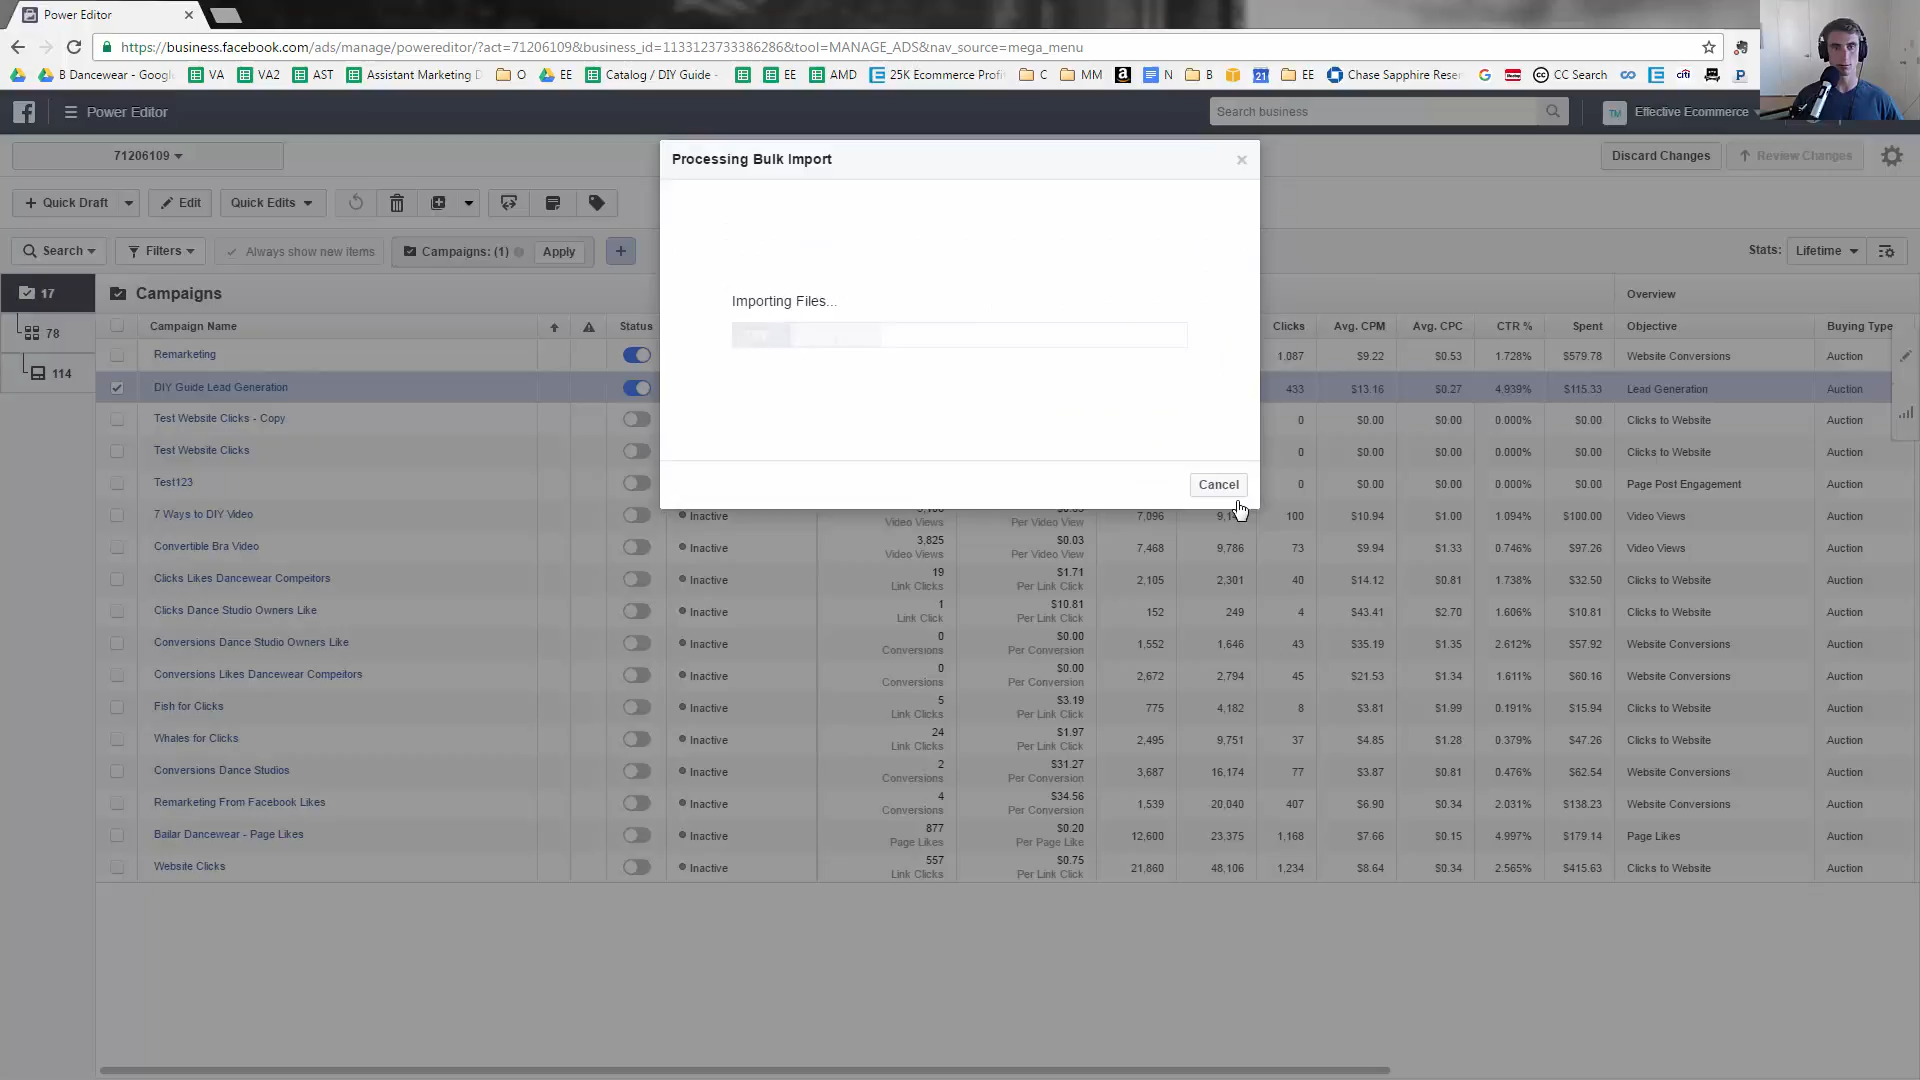 Power Editor
https://business.facebook.com/ads/manage/powereditor/?act=71206109&business_id=1133123733386286&tool=MANAGE_ADS&nav_source=mega_menu
B Dancewear - Googl VA VA2 AST Assistant Marketing O EE Catalog / DIY Guide - EE AMD 25K Ecommerce Profi C MM a N B 21 EE Chase Sapphire Rese G CC Search citi P
Power Editor Search business TM Effective Ecommerce
71206109 Discard Changes Review Changes
+ Quick Draft Edit Quick Edits
Search Filters Always show new items Campaigns: (1) Apply + Stats: Lifetime
17 Campaigns Overview
78
114
Campaign Name Status Clicks Avg. CPM Avg. CPC CTR % Spent Objective Buying Type
Remarketing 1,087 $9.22 $0.53 1.728% $579.78 Website Conversions Auction
DIY Guide Lead Generation 433 $13.16 $0.27 4.939% $115.33 Lead Generation Auction
Test Website Clicks - Copy 0 $0.00 $0.00 0.000% $0.00 Clicks to Website Auction
Test Website Clicks 0 $0.00 $0.00 0.000% $0.00 Clicks to Website Auction
Test123 0 $0.00 $0.00 0.000% $0.00 Page Post Engagement Auction
7 Ways to DIY Video Inactive Video Views Per Video View 7,096 100 $10.94 $1.00 1.094% $100.00 Video Views Auction
Convertible Bra Video Inactive 3,825 Video Views $0.03 Per Video View 7,468 9,786 73 $9.94 $1.33 0.746% $97.26 Video Views Auction
Clicks Likes Dancewear Compeitors Inactive 19 Link Clicks $1.71 Per Link Click 2,105 2,301 40 $14.12 $0.81 1.738% $32.50 Clicks to Website Auction
Clicks Dance Studio Owners Like Inactive 1 Link Click $10.81 Per Link Click 152 249 4 $43.41 $2.70 1.606% $10.81 Clicks to Website Auction
Conversions Dance Studio Owners Like Inactive 0 Conversions $0.00 Per Conversion 1,552 1,646 43 $35.19 $1.35 2.612% $57.92 Website Conversions Auction
Conversions Likes Dancewear Compeitors Inactive 0 Conversions $0.00 Per Conversion 2,672 2,794 45 $21.53 $1.34 1.611% $60.16 Website Conversions Auction
Fish for Clicks Inactive 5 Link Clicks $3.19 Per Link Click 775 4,182 8 $3.81 $1.99 0.191% $15.94 Clicks to Website Auction
Whales for Clicks Inactive 24 Link Clicks $1.97 Per Link Click 2,495 9,751 37 $4.85 $1.28 0.379% $47.26 Clicks to Website Auction
Conversions Dance Studios Inactive 2 Conversions $31.27 Per Conversion 3,687 16,174 77 $3.87 $0.81 0.476% $62.54 Website Conversions Auction
Remarketing From Facebook Likes Inactive 4 Conversions $34.56 Per Conversion 1,539 20,040 407 $6.90 $0.34 2.031% $138.23 Website Conversions Auction
Bailar Dancewear - Page Likes Inactive 877 Page Likes $0.20 Per Page Like 12,600 23,375 1,168 $7.66 $0.15 4.997% $179.14 Page Likes Auction
Website Clicks Inactive 557 Link Clicks $0.75 Per Link Click 21,860 48,106 1,234 $8.64 $0.34 2.565% $415.63 Clicks to Website Auction
Processing Bulk Import
Importing Files...
Cancel